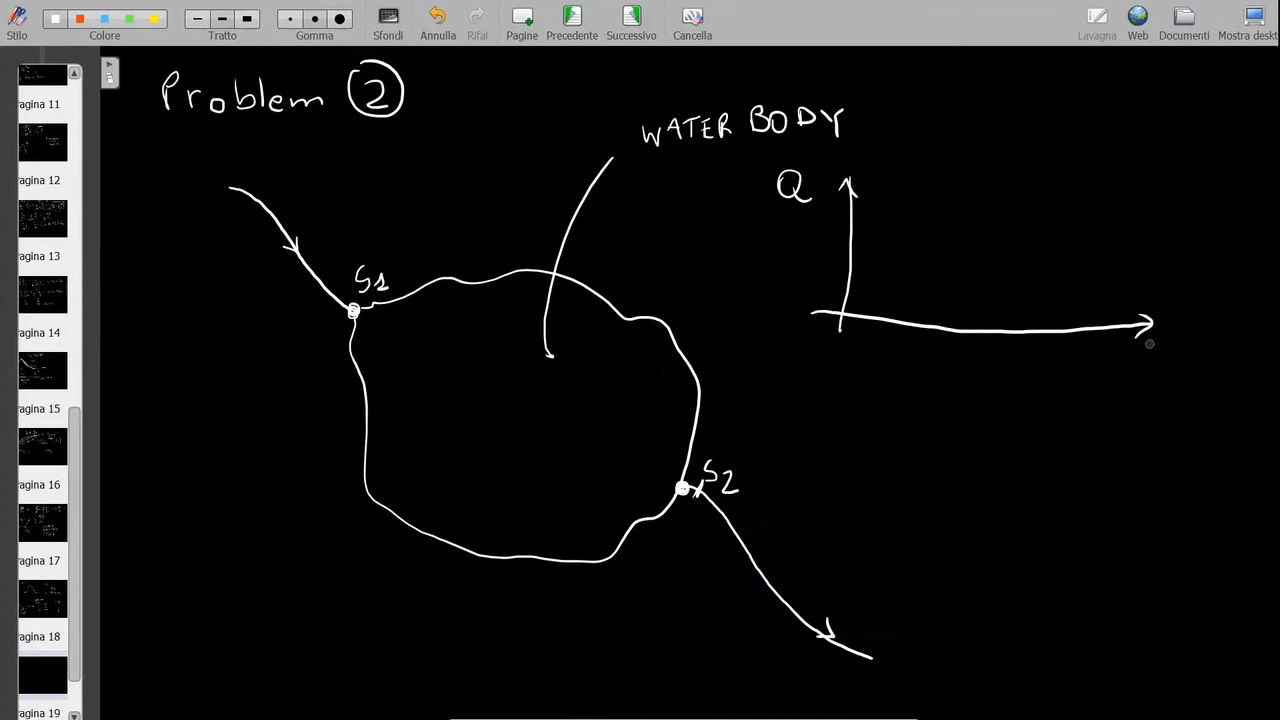 Stilo
Colore
Tratto
Gomma
Sfondi
Annulla
Rifai
Pagine
Precedente
Successivo
Cancella
Lavagna
Web
Documenti
Mostra deskt
agina 11
agina 12
agina 13
agina 14
agina 15
agina 16
agina 17
agina 18
agina 19
Problem 2
WATER BODY
Q
S1
S2